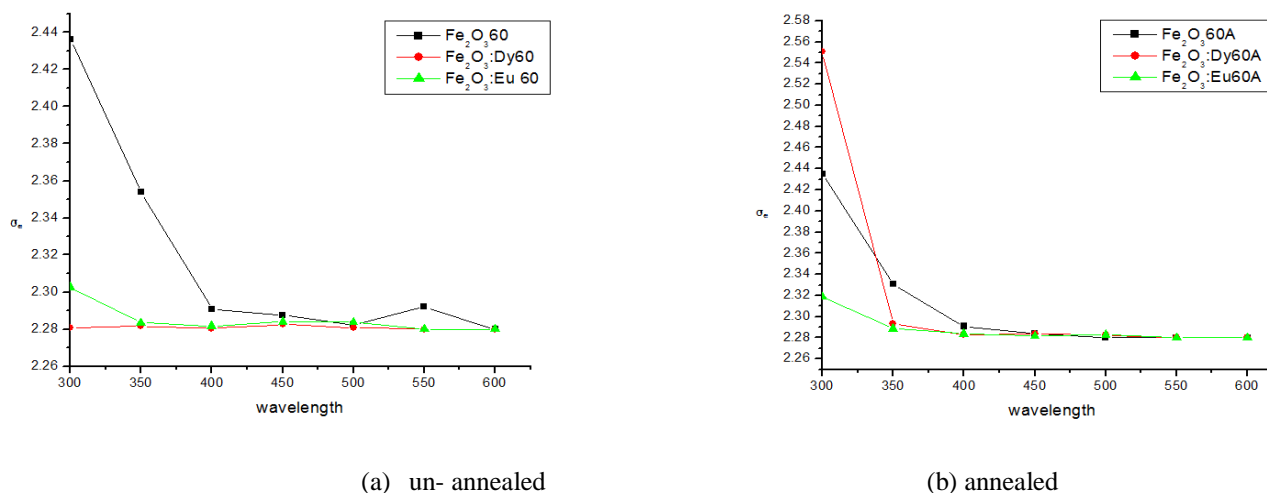 2.44
2.42
2.40
2.38
2.36
2.34
2.32
2.30
2.28
2.26
300 350 400 450 500 550 600
wavelength
Fe₂O₃60
Fe₂O₃:Dy60
Fe₂O₃:Eu 60
(a) un- annealed
2.58
2.56
2.54
2.52
2.50
2.48
2.46
2.44
2.42
2.40
2.38
2.36
2.34
2.32
2.30
2.28
2.26
300 350 400 450 500 550 600
wavelength
Fe₂O₃60A
Fe₂O₃:Dy60A
Fe₂O₃:Eu60A
(b) annealed